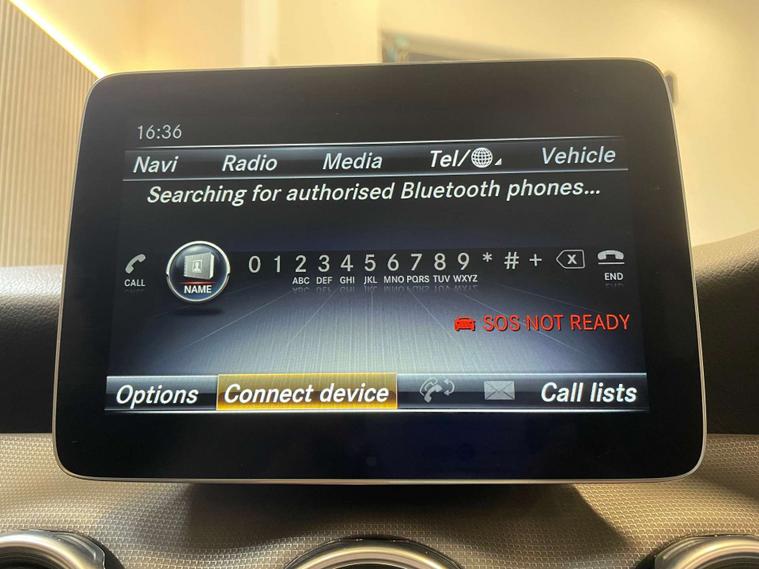 16:36
Navi Radio Media Tel/ Vehicle
Searching for authorised Bluetooth phones...
0 1 2 3 4 5 6 7 8 9 * # +
CALL NAME ABC DEF GHI JKL MNO PQRS TUV WXYZ END
SOS NOT READY
Options Connect device Call lists